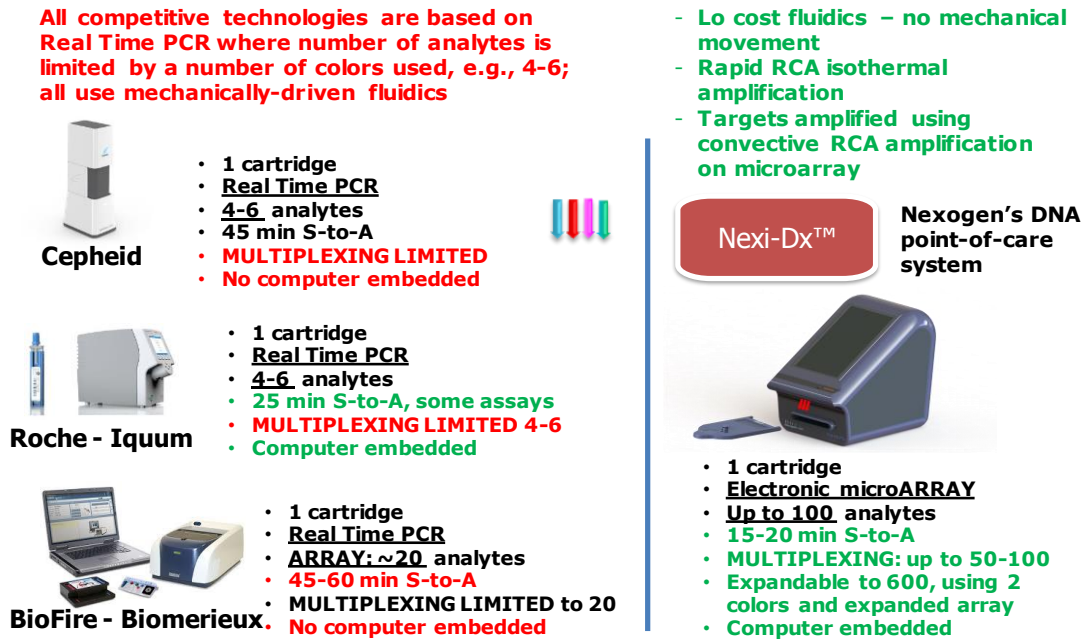 All competitive technologies are based on
Real Time PCR where number of analytes is
limited by a number of colors used, e.g., 4-6;
all use mechanically-driven fluidics
Cepheid
• 1 cartridge
• Real Time PCR
• 4-6 analytes
• 45 min S-to-A
• MULTIPLEXING LIMITED
• No computer embedded
Roche - Iquum
• 1 cartridge
• Real Time PCR
• 4-6 analytes
• 25 min S-to-A, some assays
• MULTIPLEXING LIMITED 4-6
• Computer embedded
BioFire - Biomerieux
• 1 cartridge
• Real Time PCR
• ARRAY: ~20 analytes
• 45-60 min S-to-A
• MULTIPLEXING LIMITED to 20
• No computer embedded
- Lo cost fluidics – no mechanical
movement
- Rapid RCA isothermal
amplification
- Targets amplified using
convective RCA amplification
on microarray
Nexi-Dx™
Nexogen's DNA
point-of-care
system
• 1 cartridge
• Electronic microARRAY
• Up to 100 analytes
• 15-20 min S-to-A
• MULTIPLEXING: up to 50-100
• Expandable to 600, using 2
colors and expanded array
• Computer embedded